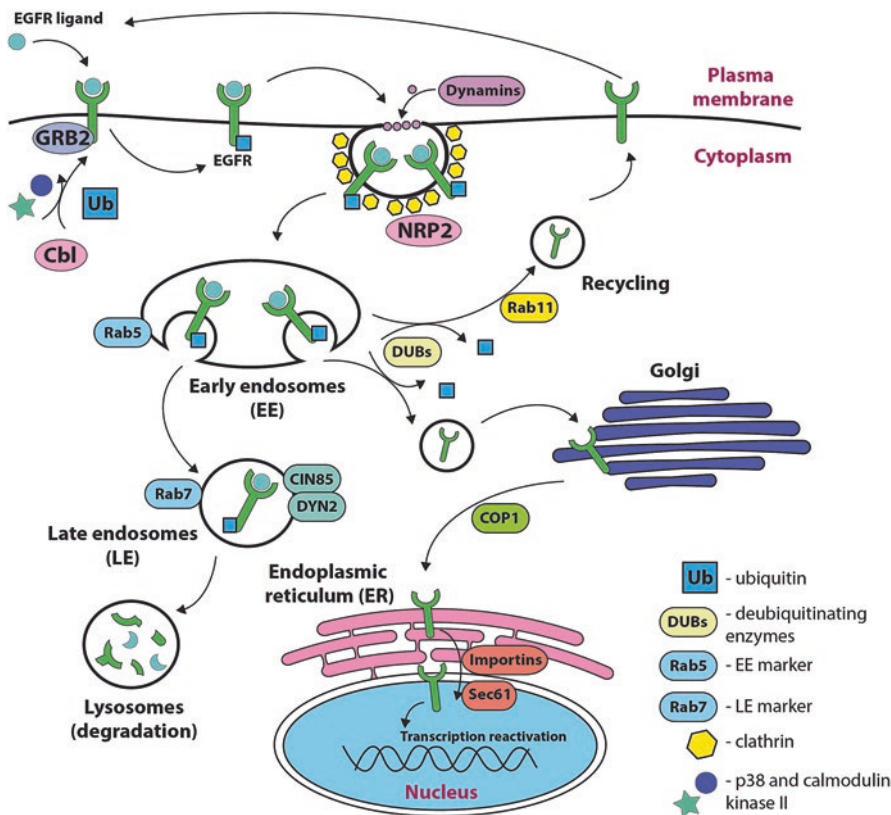 EGFR ligand
Plasma
membrane
Dynamins
GRB2
EGFR
Cytoplasm
Ub
Cbl
NRP2
Recycling
Rab11
Rab5
DUBs
Early endosomes
(EE)
Golgi
Rab7
CIN85
DYN2
Late endosomes
(LE)
COP1
Endoplasmic
reticulum (ER)
Importins
Sec61
Lysosomes
(degradation)
Transcription reactivation
Nucleus
Ub - ubiquitin
DUBs - deubiquitinating
enzymes
Rab5 - EE marker
Rab7 - LE marker
- clathrin
- p38 and calmodulin
kinase II